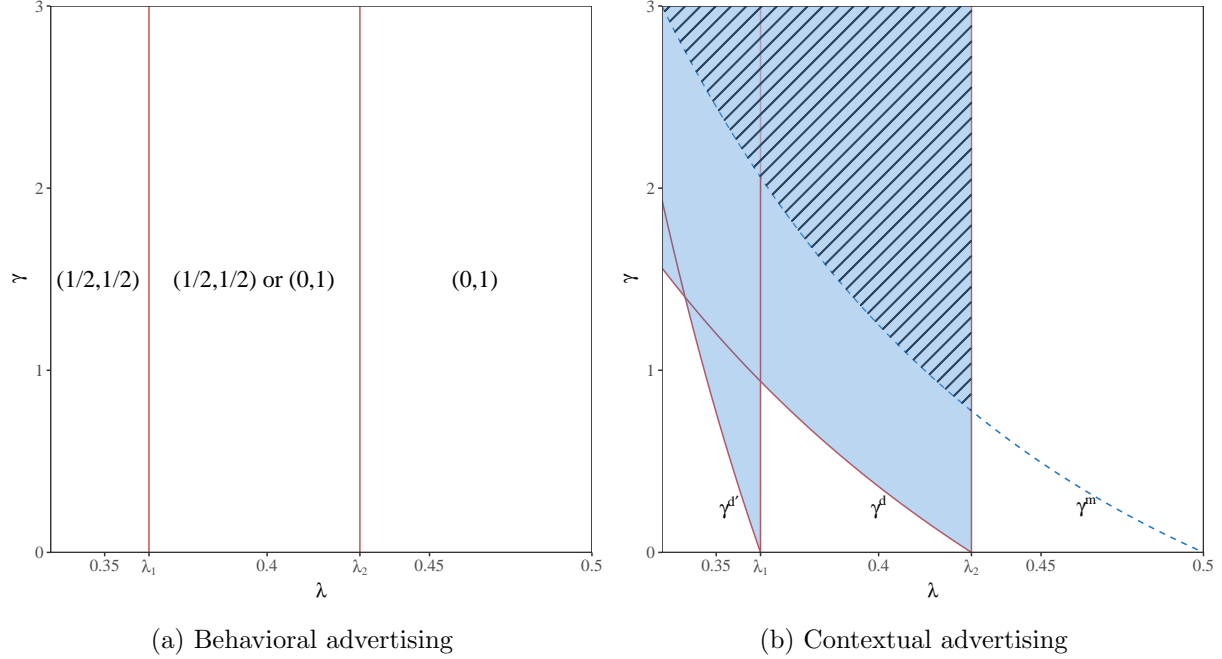 3
2
1
0
γ
(1/2,1/2)
(1/2,1/2) or (0,1)
(0,1)
0.35
λ₁
0.4
λ₂
0.45
0.5
λ
(a) Behavioral advertising
3
2
1
0
γ
γᵈ′
γᵈ
γᵐ
0.35
λ₁
0.4
λ₂
0.45
0.5
λ
(b) Contextual advertising